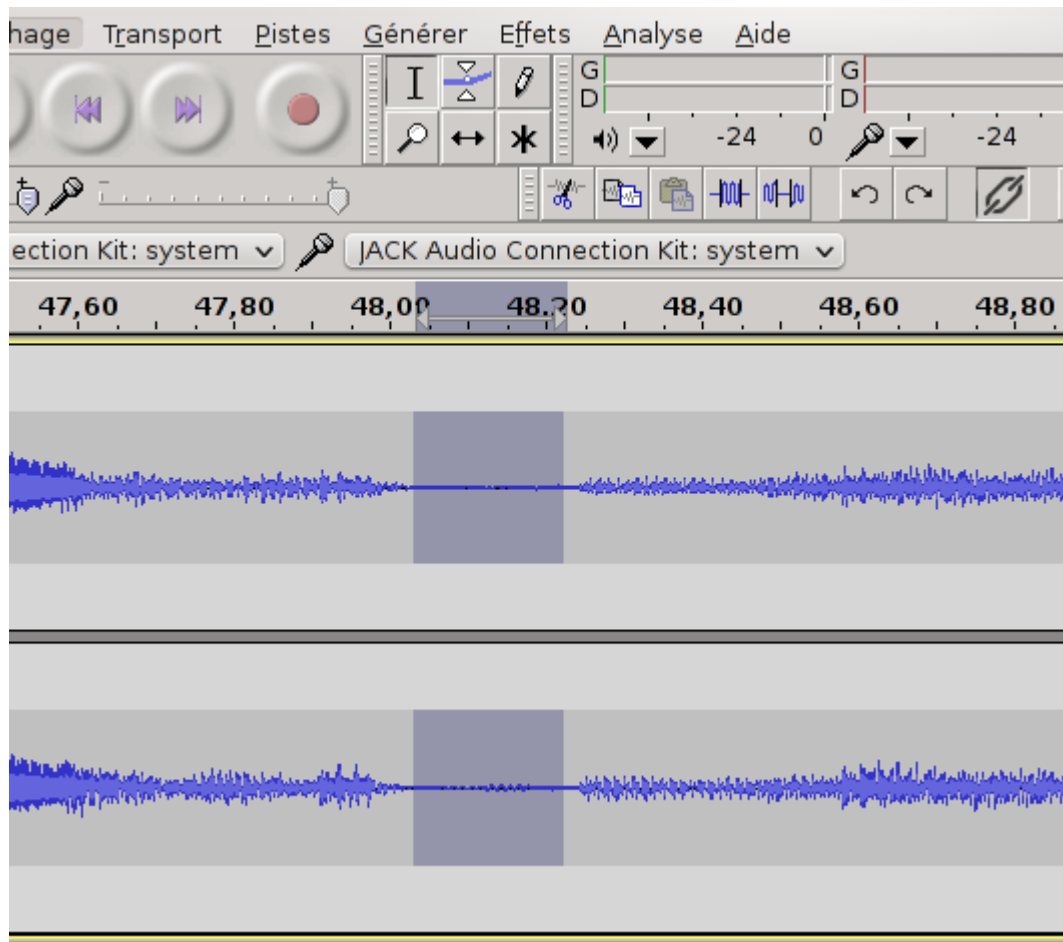 hage Transport Pistes Générer Effets Analyse Aide
G G
D D
-24 0 -24
ection Kit: system JACK Audio Connection Kit: system
47,60 47,80 48,00 48,20 48,40 48,60 48,80